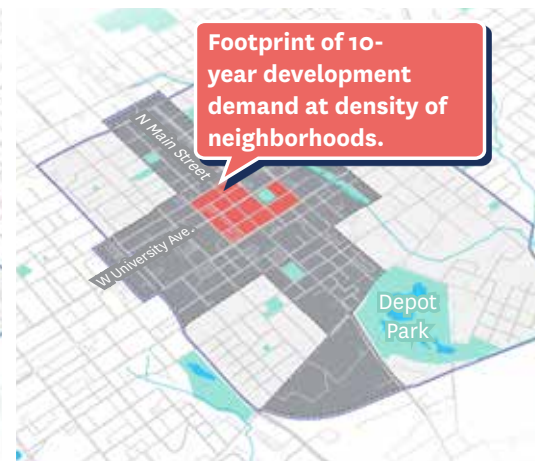 Footprint of 10-
year development
demand at density of
neighborhoods.
N Main Street
W University Ave.
Depot
Park